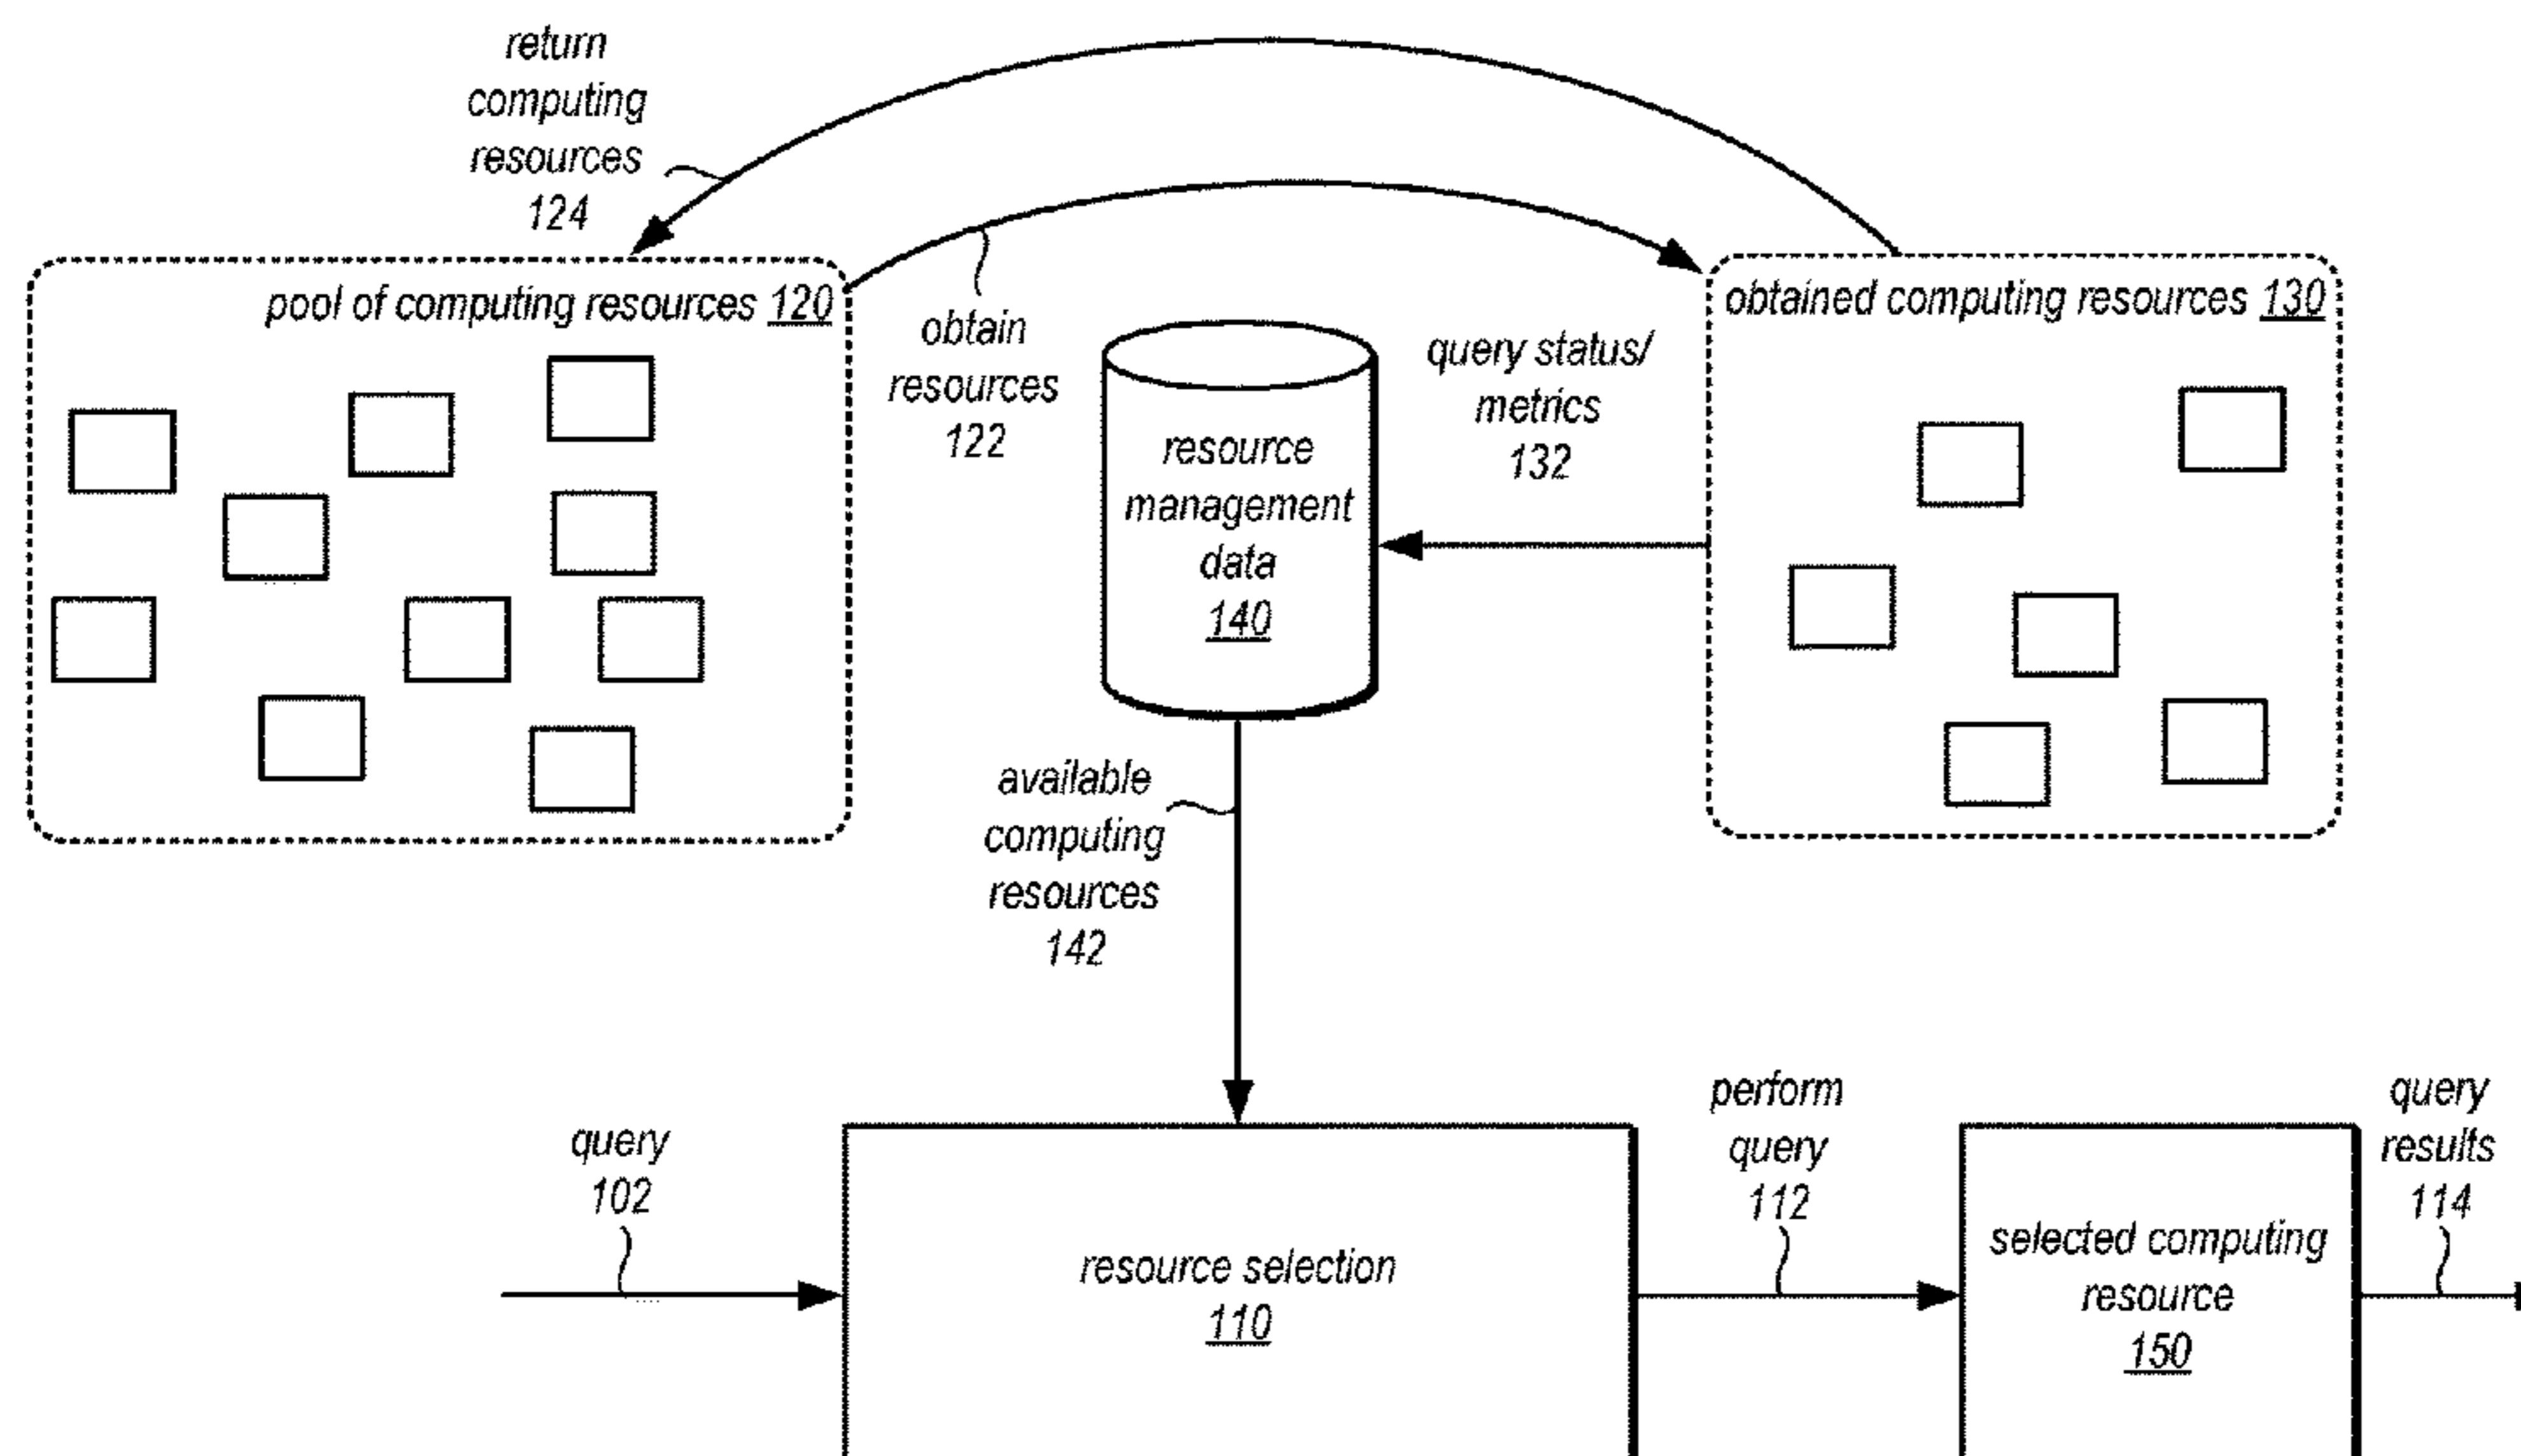 return
computing
resources
124
pool of computing resources 120
obtain
resources
122
resource
management
data
140
query status/
metrics
132
obtained computing resources 130
available
computing
resources
142
query
102
resource selection
110
perform
query
112
selected computing
resource
150
query
results
114